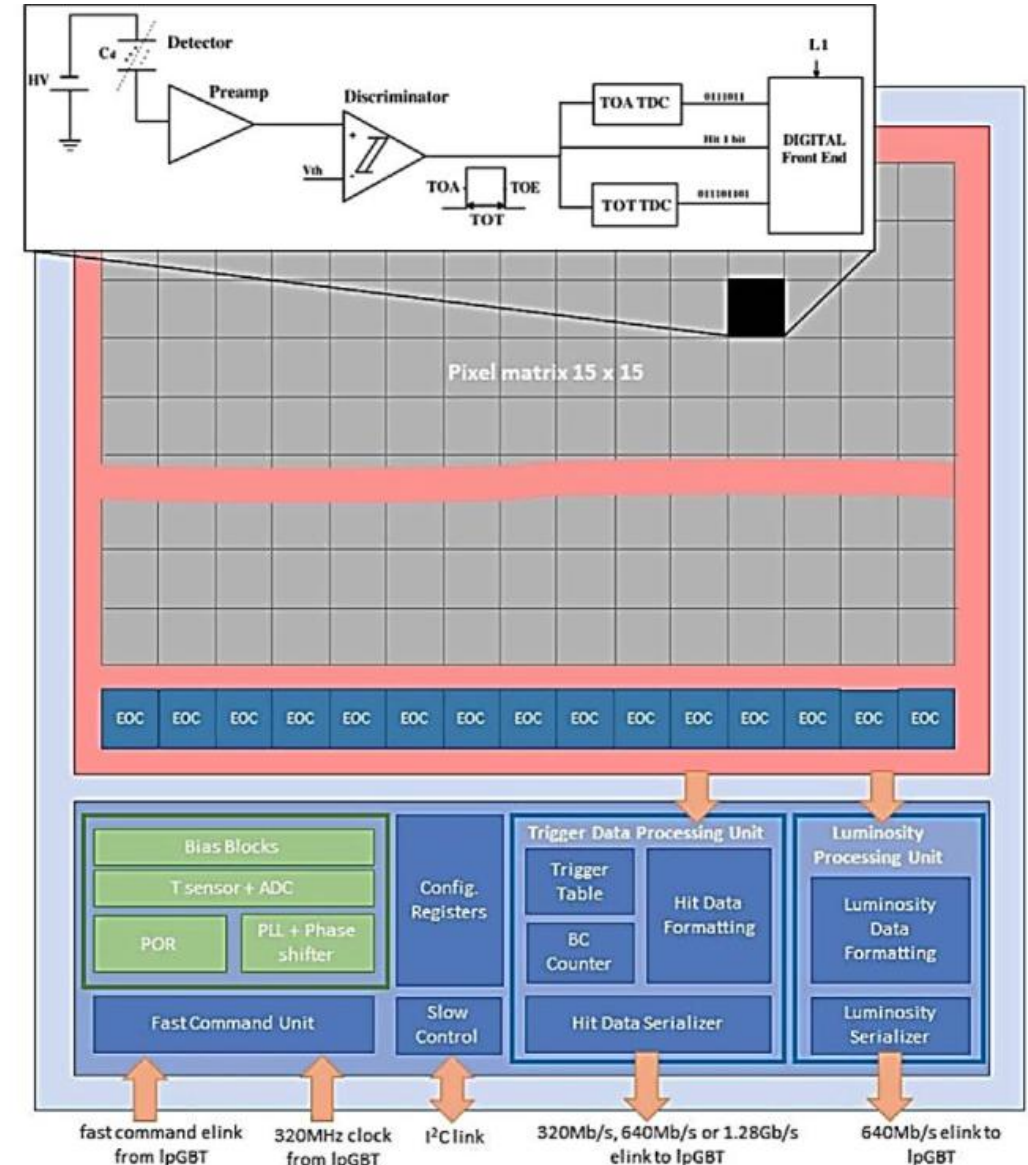 L1
Cd
Detector
HV
Preamp
Discriminator
TOA TDC
0111011
Hit 1 bit
DIGITAL
Front End
Vth
+
-
TOA
TOE
TOT
TOT TDC
011101101
Pixel matrix 15 x 15
EOC EOC EOC EOC EOC EOC EOC EOC EOC EOC EOC EOC EOC EOC EOC
Bias Blocks
T sensor + ADC
POR
PLL + Phase
shifter
Fast Command Unit
Config.
Registers
Slow
Control
Trigger Data Processing Unit
Trigger
Table
BC
Counter
Hit Data
Formatting
Hit Data Serializer
Luminosity
Processing Unit
Luminosity
Data
Formatting
Luminosity
Serializer
fast command elink
from lpGBT
320MHz clock
from lpGBT
I²C link
320Mb/s, 640Mb/s or 1.28Gb/s
elink to lpGBT
640Mb/s elink to
lpGBT